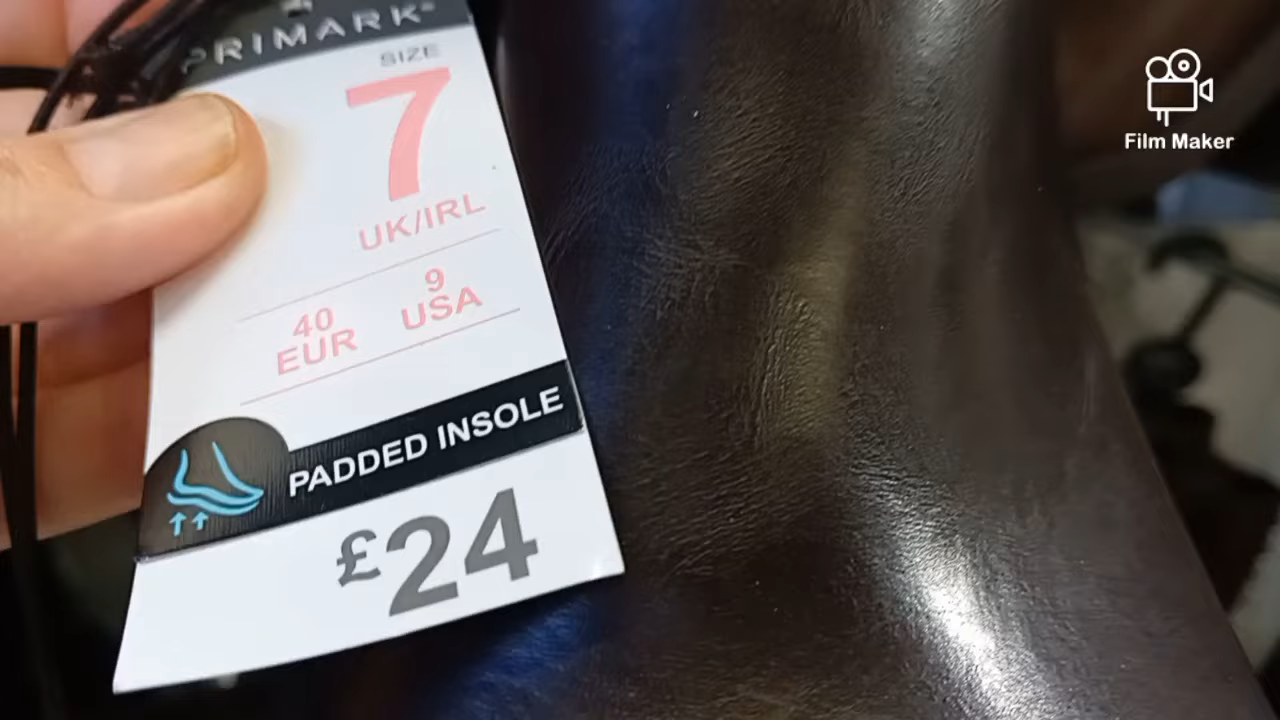 PRIMARK
SIZE
7
UK/IRL
40
EUR
9
USA
PADDED INSOLE
£24
Film Maker